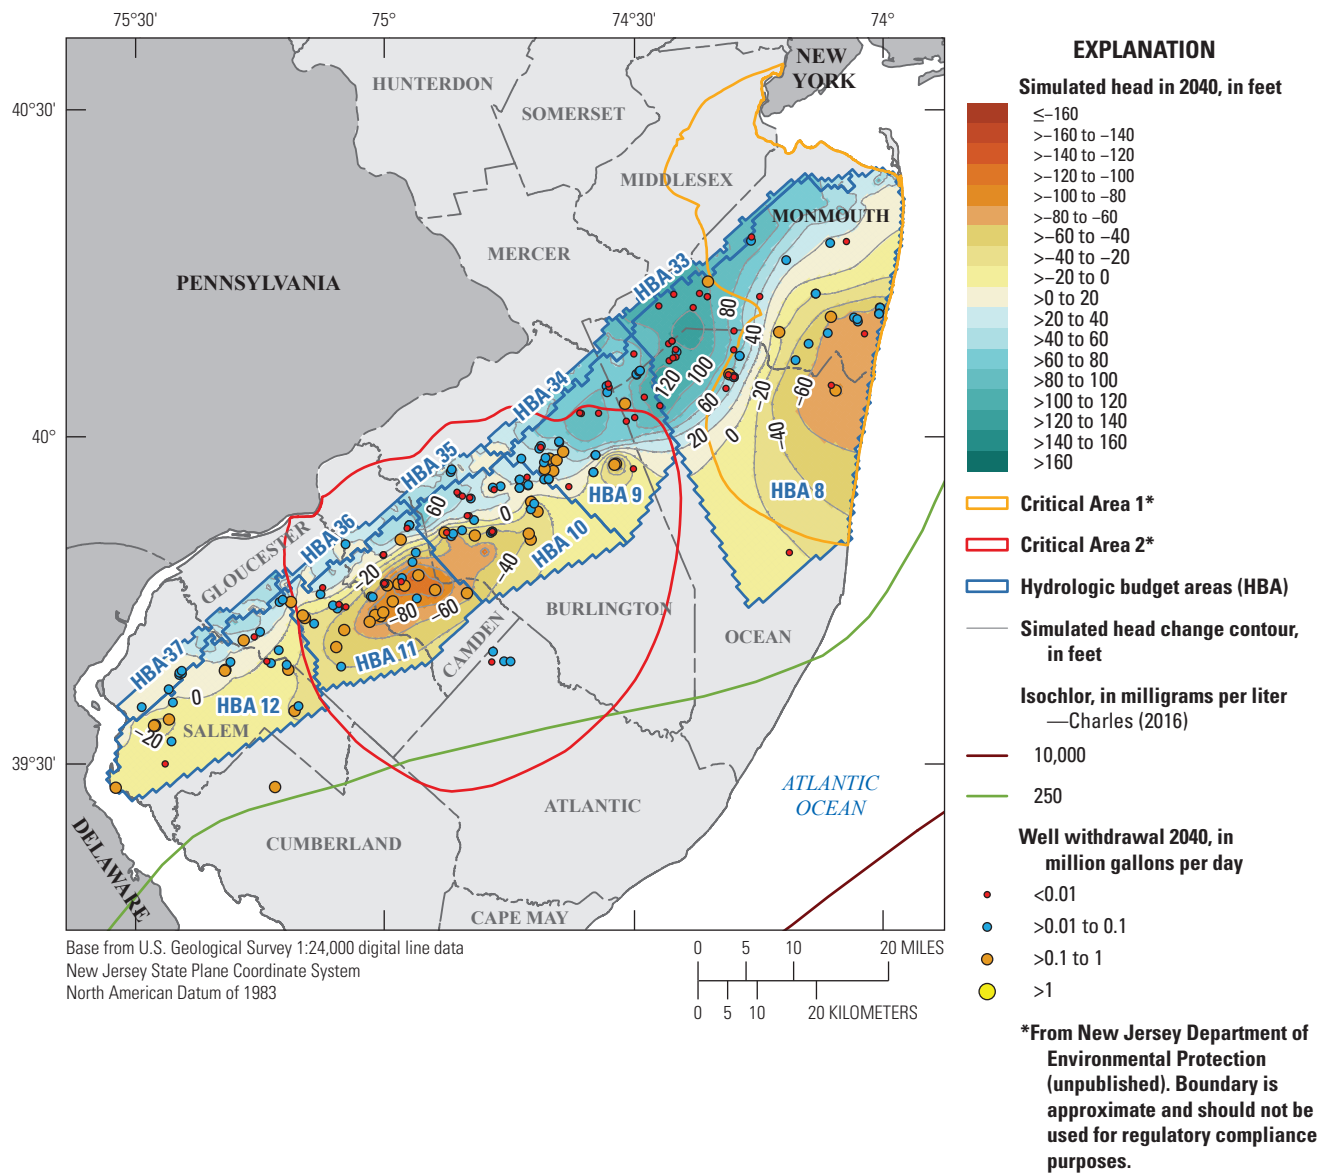 75°30'
75°
74°30'
74°
40°30'
40°
39°30'
HUNTERDON
SOMERSET
NEW
YORK
MIDDLESEX
MONMOUTH
MERCER
PENNSYLVANIA
HBA 33
HBA 34
HBA 35
HBA 36
HBA 37
80
40
120
100
60
20
0
−20
−40
−60
HBA 8
HBA 9
HBA 10
60
0
−40
−20
−80
−60
HBA 11
GLOUCESTER
CAMDEN
BURLINGTON
OCEAN
0
HBA 12
SALEM
−20
ATLANTIC
OCEAN
ATLANTIC
CUMBERLAND
CAPE MAY
DELAWARE
Base from U.S. Geological Survey 1:24,000 digital line data
New Jersey State Plane Coordinate System
North American Datum of 1983
0 5 10 20 MILES
0 5 10 20 KILOMETERS
EXPLANATION
Simulated head in 2040, in feet
≤−160
>−160 to −140
>−140 to −120
>−120 to −100
>−100 to −80
>−80 to −60
>−60 to −40
>−40 to −20
>−20 to 0
>0 to 20
>20 to 40
>40 to 60
>60 to 80
>80 to 100
>100 to 120
>120 to 140
>140 to 160
>160
Critical Area 1*
Critical Area 2*
Hydrologic budget areas (HBA)
Simulated head change contour,
in feet
Isochlor, in milligrams per liter
—Charles (2016)
10,000
250
Well withdrawal 2040, in
million gallons per day
<0.01
>0.01 to 0.1
>0.1 to 1
>1
*From New Jersey Department of
Environmental Protection
(unpublished). Boundary is
approximate and should not be
used for regulatory compliance
purposes.